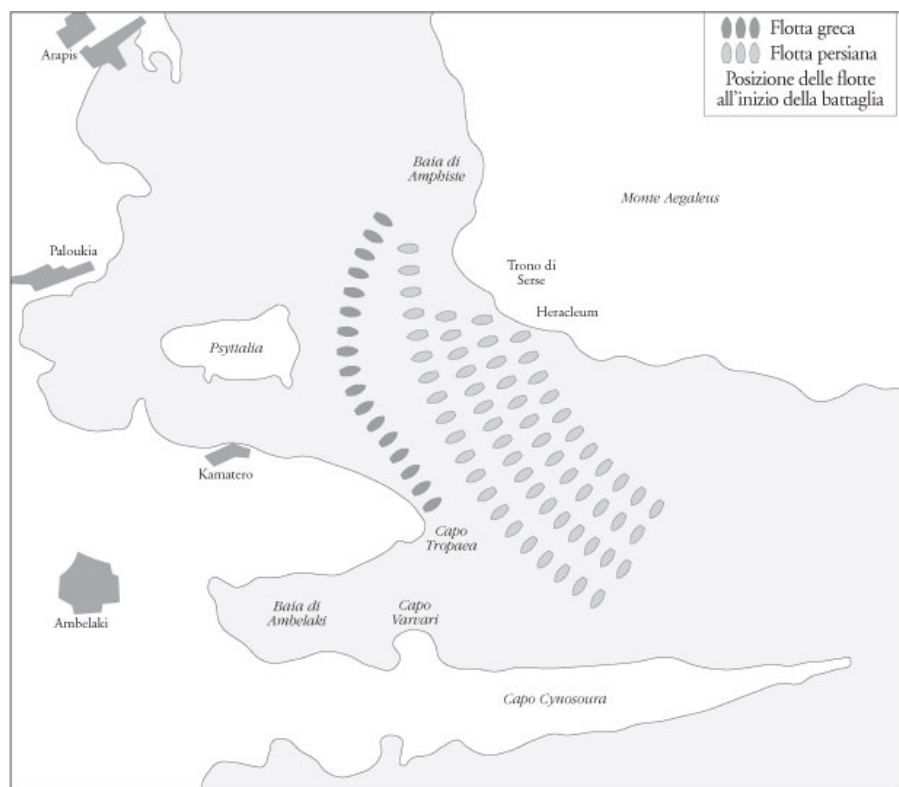 Flotta greca
Flotta persiana
Posizione delle flotte
all'inizio della battaglia
Arapis
Baia di
Amphiste
Monte Aegaleus
Paloukia
Trono di
Serse
Heracleum
Psyttalia
Kamatero
Capo
Tropaea
Ambelaki
Baia di
Ambelaki
Capo
Varvari
Capo Cynosoura